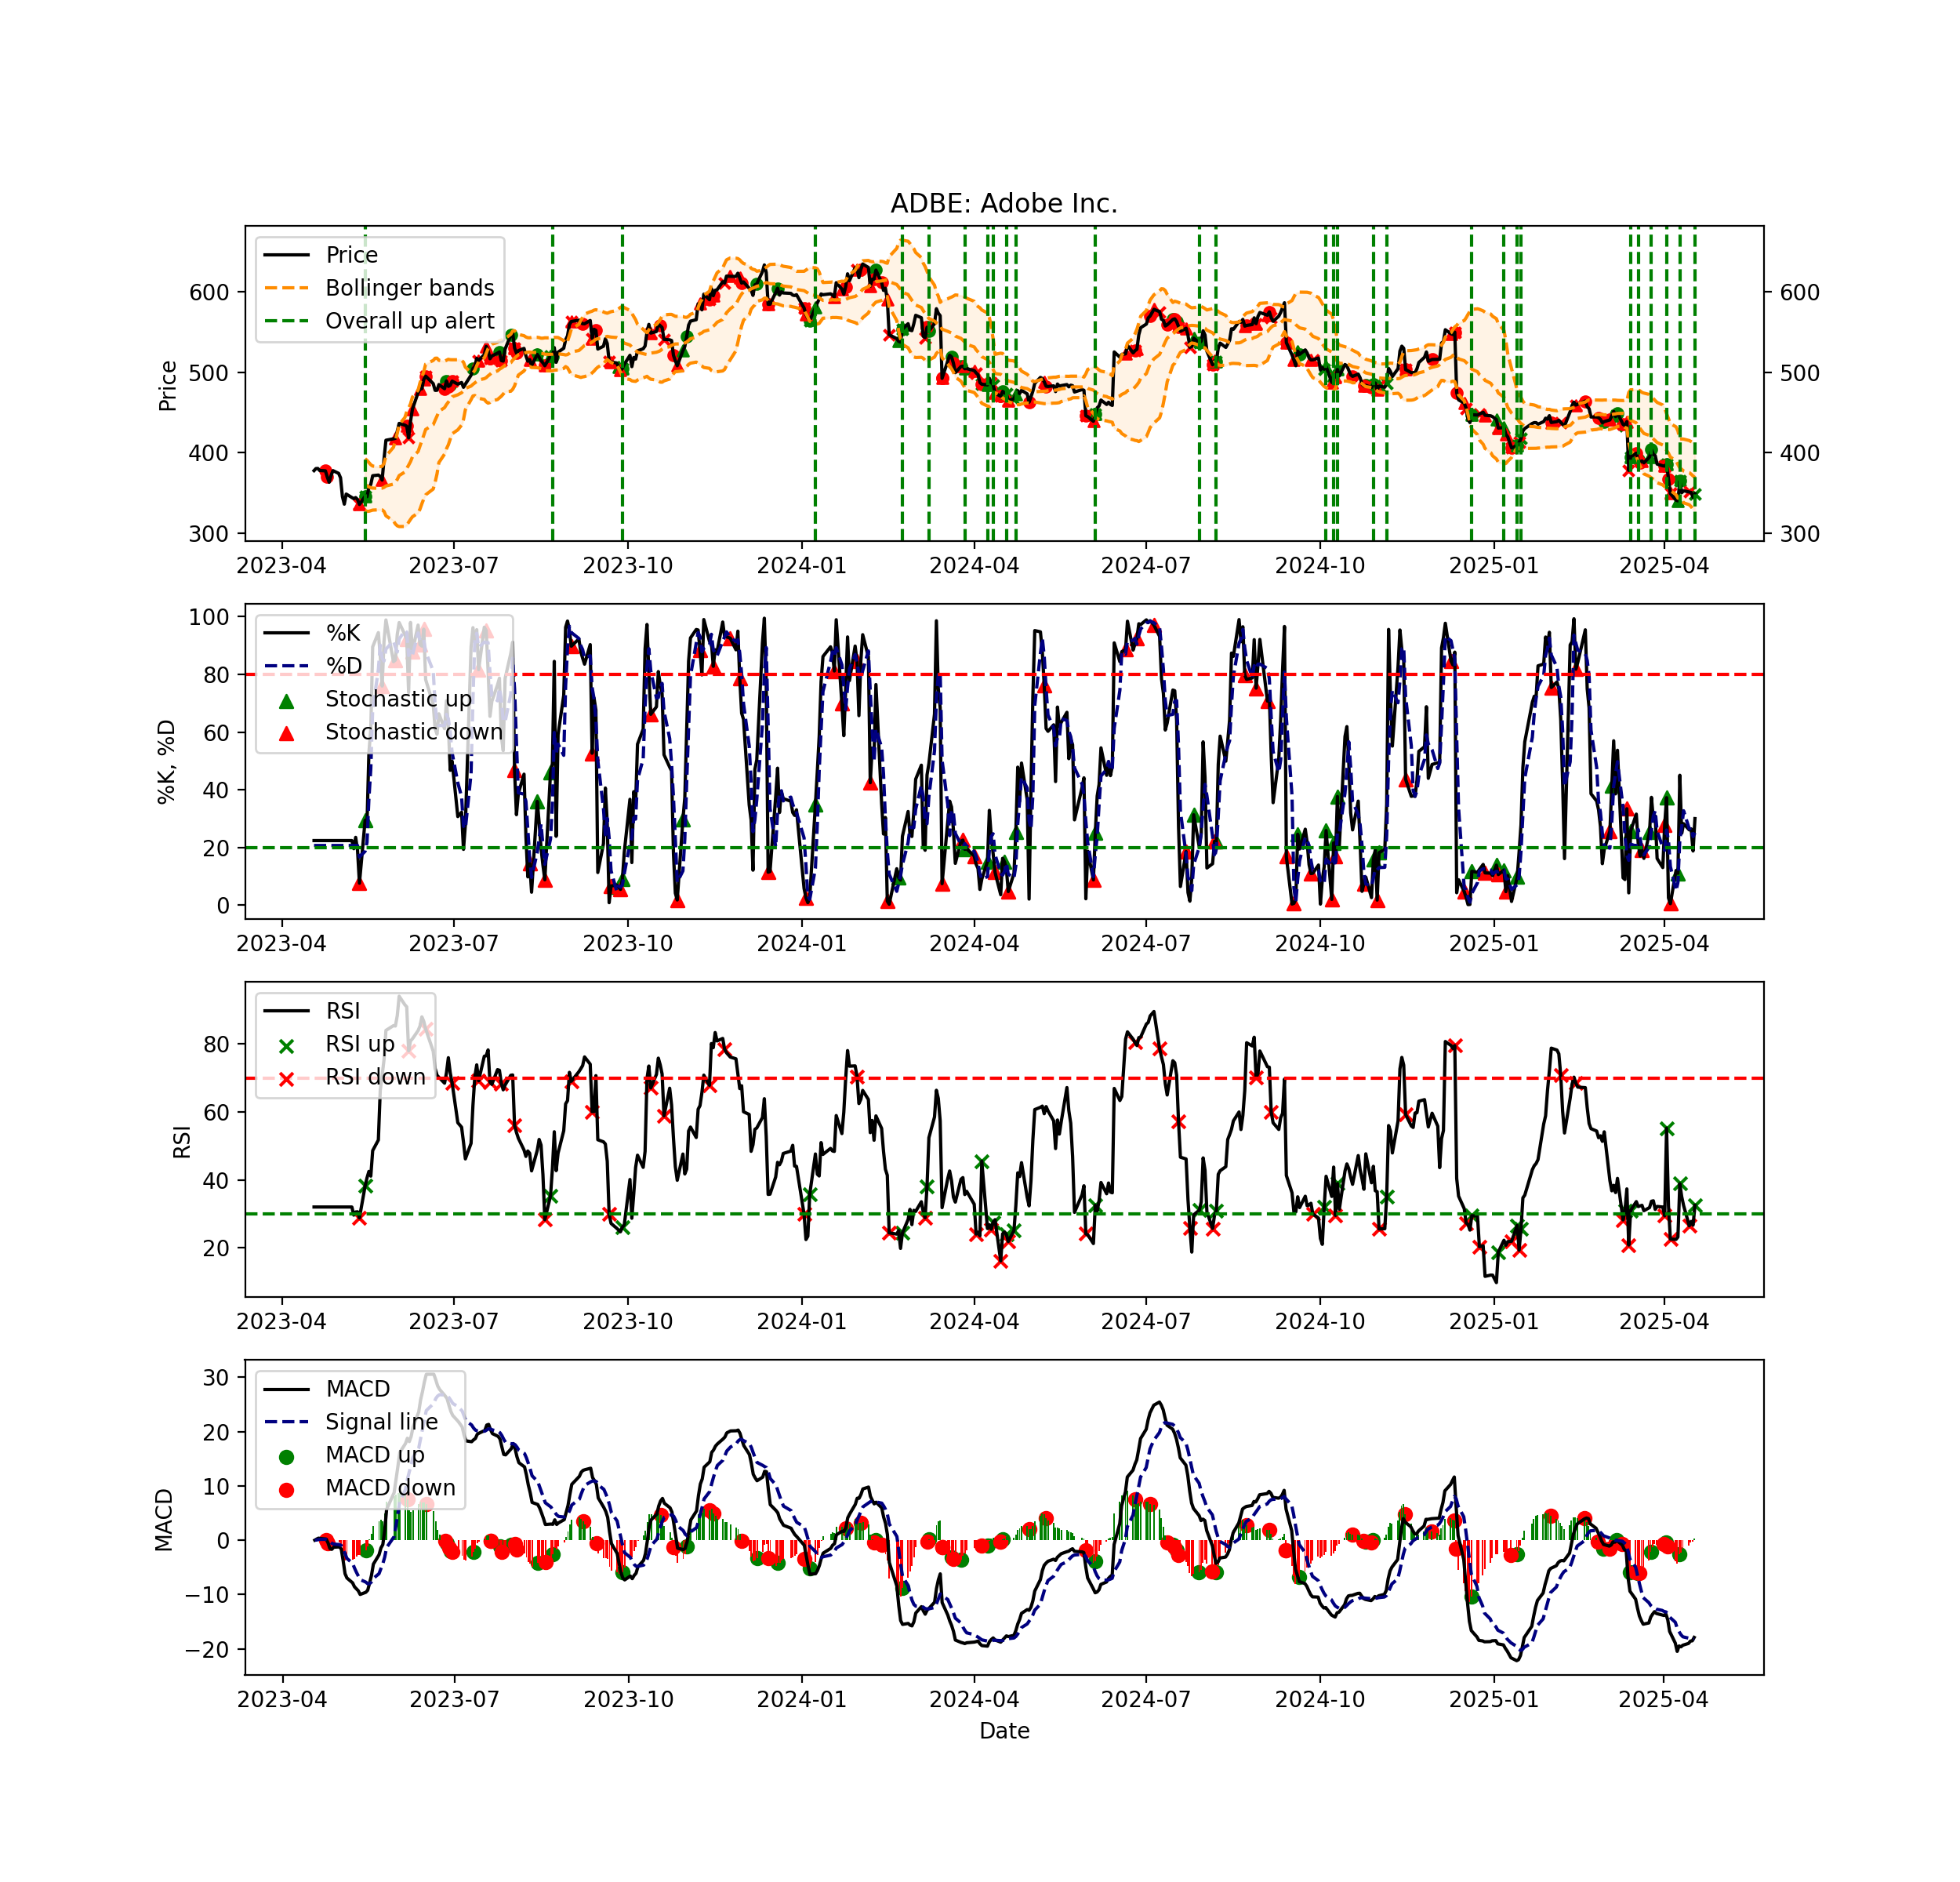 ADBE: Adobe Inc.
Price
Bollinger bands
Overall up alert
Price
600
500
400
300
600
500
400
300
2023-04 2023-07 2023-10 2024-01 2024-04 2024-07 2024-10 2025-01 2025-04
%K
%D
Stochastic up
Stochastic down
%K, %D
100
80
60
40
20
0
2023-04 2023-07 2023-10 2024-01 2024-04 2024-07 2024-10 2025-01 2025-04
RSI
RSI up
RSI down
RSI
80
60
40
20
2023-04 2023-07 2023-10 2024-01 2024-04 2024-07 2024-10 2025-01 2025-04
MACD
Signal line
MACD up
MACD down
MACD
30
20
10
0
−10
−20
2023-04 2023-07 2023-10 2024-01 2024-04 2024-07 2024-10 2025-01 2025-04
Date